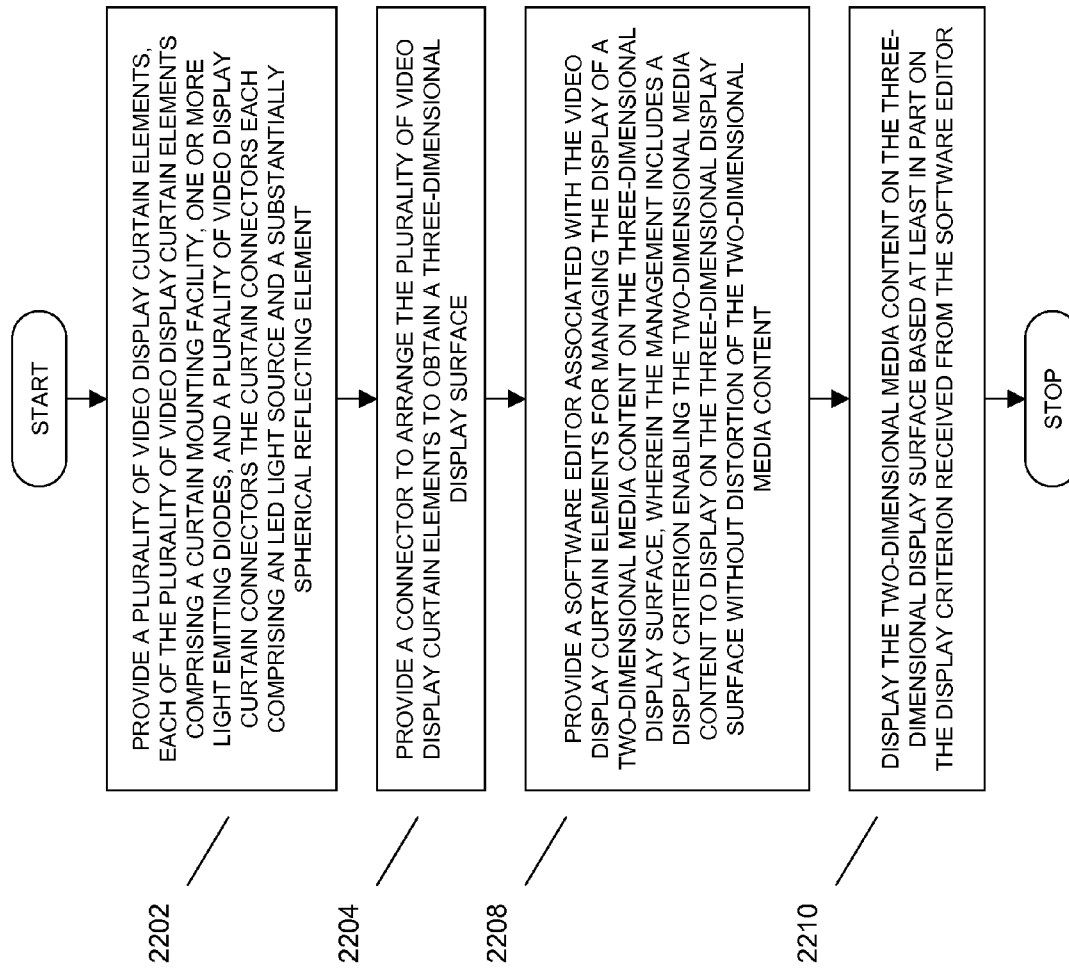 START
2202
PROVIDE A PLURALITY OF VIDEO DISPLAY CURTAIN ELEMENTS,
EACH OF THE PLURALITY OF VIDEO DISPLAY CURTAIN ELEMENTS
COMPRISING A CURTAIN MOUNTING FACILITY, ONE OR MORE
LIGHT EMITTING DIODES, AND A PLURALITY OF VIDEO DISPLAY
CURTAIN CONNECTORS THE CURTAIN CONNECTORS EACH
COMPRISING AN LED LIGHT SOURCE AND A SUBSTANTIALLY
SPHERICAL REFLECTING ELEMENT
2204
PROVIDE A CONNECTOR TO ARRANGE THE PLURALITY OF VIDEO
DISPLAY CURTAIN ELEMENTS TO OBTAIN A THREE-DIMENSIONAL
DISPLAY SURFACE
2208
PROVIDE A SOFTWARE EDITOR ASSOCIATED WITH THE VIDEO
DISPLAY CURTAIN ELEMENTS FOR MANAGING THE DISPLAY OF A
TWO-DIMENSIONAL MEDIA CONTENT ON THE THREE-DIMENSIONAL
DISPLAY SURFACE, WHEREIN THE MANAGEMENT INCLUDES A
DISPLAY CRITERION ENABLING THE TWO-DIMENSIONAL MEDIA
CONTENT TO DISPLAY ON THE THREE-DIMENSIONAL DISPLAY
SURFACE WITHOUT DISTORTION OF THE TWO-DIMENSIONAL
MEDIA CONTENT
2210
DISPLAY THE TWO-DIMENSIONAL MEDIA CONTENT ON THE THREE-
DIMENSIONAL DISPLAY SURFACE BASED AT LEAST IN PART ON
THE DISPLAY CRITERION RECEIVED FROM THE SOFTWARE EDITOR
STOP